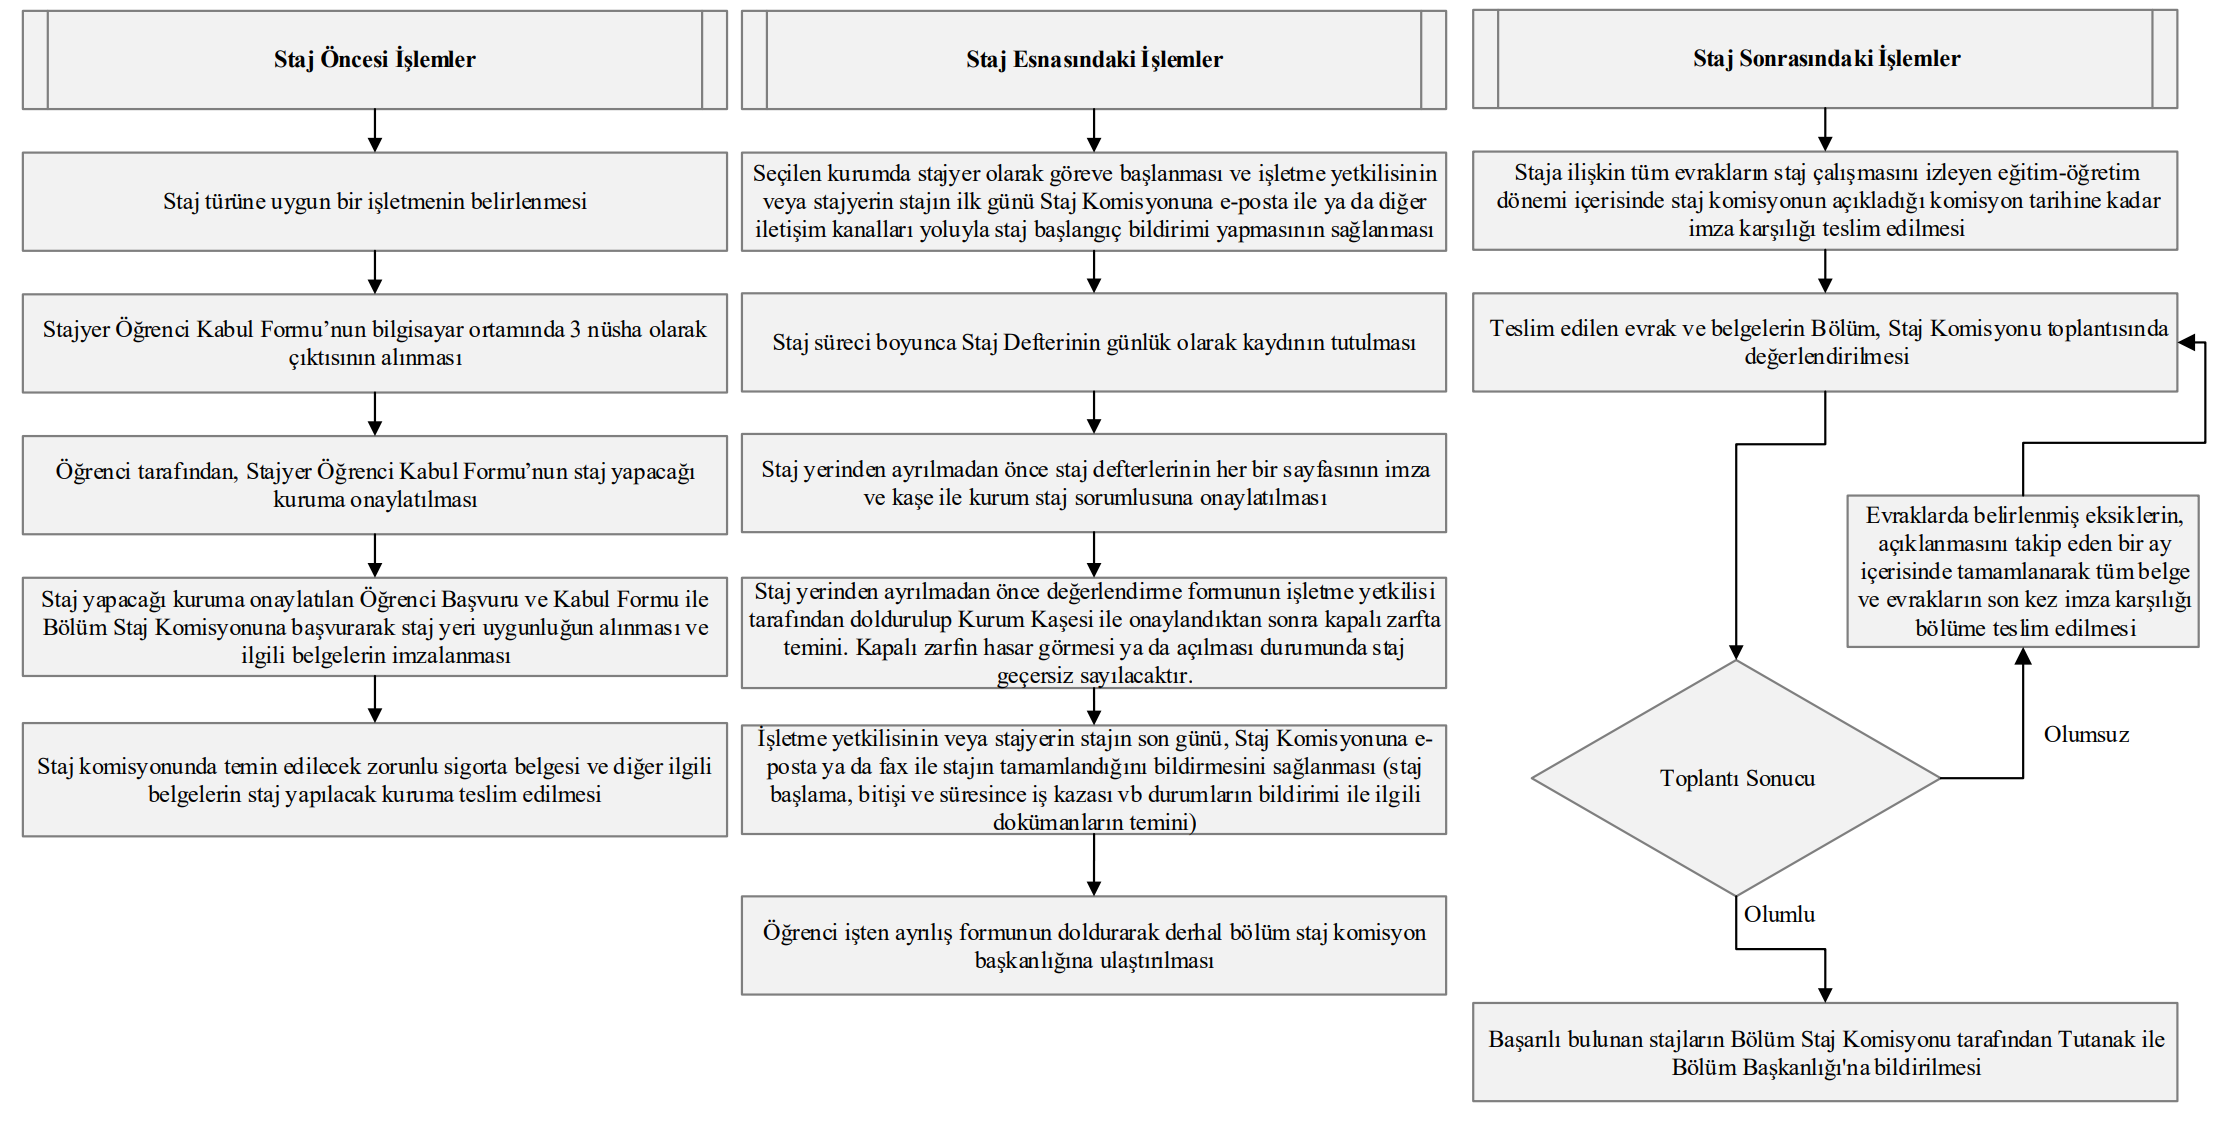 Staj Öncesi İşlemler
Staj türüne uygun bir işletmenin belirlenmesi
Stajyer Öğrenci Kabul Formu’nun bilgisayar ortamında 3 nüsha olarak
çıktısının alınması
Öğrenci tarafından, Stajyer Öğrenci Kabul Formu’nun staj yapacağı
kuruma onaylatılması
Staj yapacağı kuruma onaylatılan Öğrenci Başvuru ve Kabul Formu ile
Bölüm Staj Komisyonuna başvurarak staj yeri uygunluğun alınması ve
ilgili belgelerin imzalanması
Staj komisyonunda temin edilecek zorunlu sigorta belgesi ve diğer ilgili
belgelerin staj yapılacak kuruma teslim edilmesi
Staj Esnasındaki İşlemler
Seçilen kurumda stajyer olarak göreve başlanması ve işletme yetkilisinin
veya stajyerin stajın ilk günü Staj Komisyonuna e-posta ile ya da diğer
iletişim kanalları yoluyla staj başlangıç bildirimi yapmasının sağlanması
Staj süreci boyunca Staj Defterinin günlük olarak kaydının tutulması
Staj yerinden ayrılmadan önce staj defterlerinin her bir sayfasının imza
ve kaşe ile kurum staj sorumlusuna onaylatılması
Staj yerinden ayrılmadan önce değerlendirme formunun işletme yetkilisi
tarafından doldurulup Kurum Kaşesi ile onaylandıktan sonra kapalı zarfta
temini. Kapalı zarfin hasar görmesi ya da açılması durumunda staj
geçersiz sayılacaktır.
İşletme yetkilisinin veya stajyerin stajın son günü, Staj Komisyonuna e-
posta ya da fax ile stajın tamamlandığını bildirmesini sağlanması (staj
başlama, bitişi ve süresince iş kazası vb durumların bildirimi ile ilgili
dokümanların temini)
Öğrenci işten ayrılış formunun doldurarak derhal bölüm staj komisyon
başkanlığına ulaştırılması
Staj Sonrasındaki İşlemler
Staja ilişkin tüm evrakların staj çalışmasını izleyen eğitim-öğretim
dönemi içerisinde staj komisyonun açıkladığı komisyon tarihine kadar
imza karşılığı teslim edilmesi
Teslim edilen evrak ve belgelerin Bölüm, Staj Komisyonu toplantısında
değerlendirilmesi
Evraklarda belirlenmiş eksiklerin,
açıklanmasını takip eden bir ay
içerisinde tamamlanarak tüm belge
ve evrakların son kez imza karşılığı
bölüme teslim edilmesi
Olumsuz
Toplantı Sonucu
Olumlu
Başarılı bulunan stajların Bölüm Staj Komisyonu tarafından Tutanak ile
Bölüm Başkanlığı'na bildirilmesi